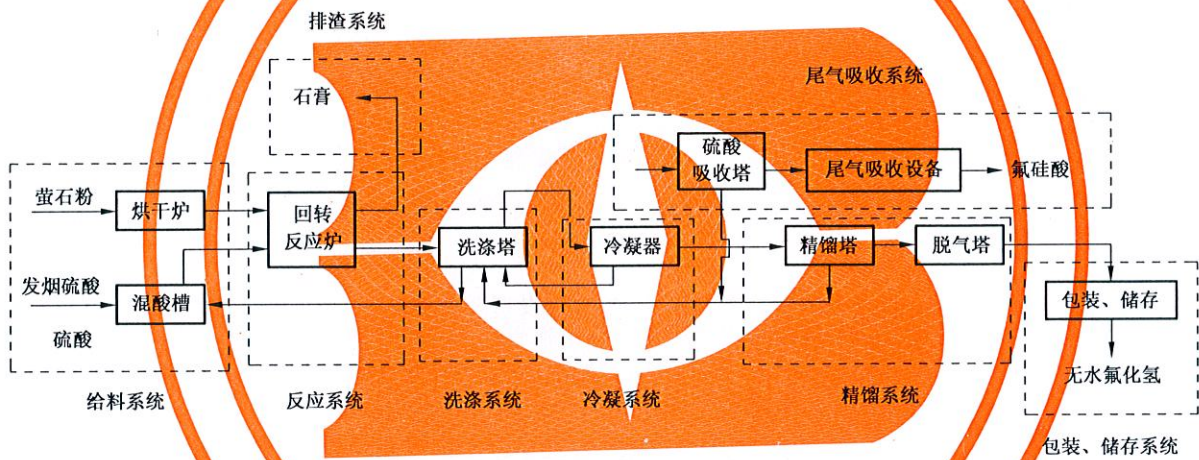 排渣系统
尾气吸收系统
石膏
硫酸
吸收塔
尾气吸收设备
氟硅酸
萤石粉
烘干炉
回转
反应炉
洗涤塔
冷凝器
精馏塔
脱气塔
发烟硫酸
混酸槽
硫酸
包装、储存
无水氟化氢
给料系统
反应系统
洗涤系统
冷凝系统
精馏系统
包装、储存系统